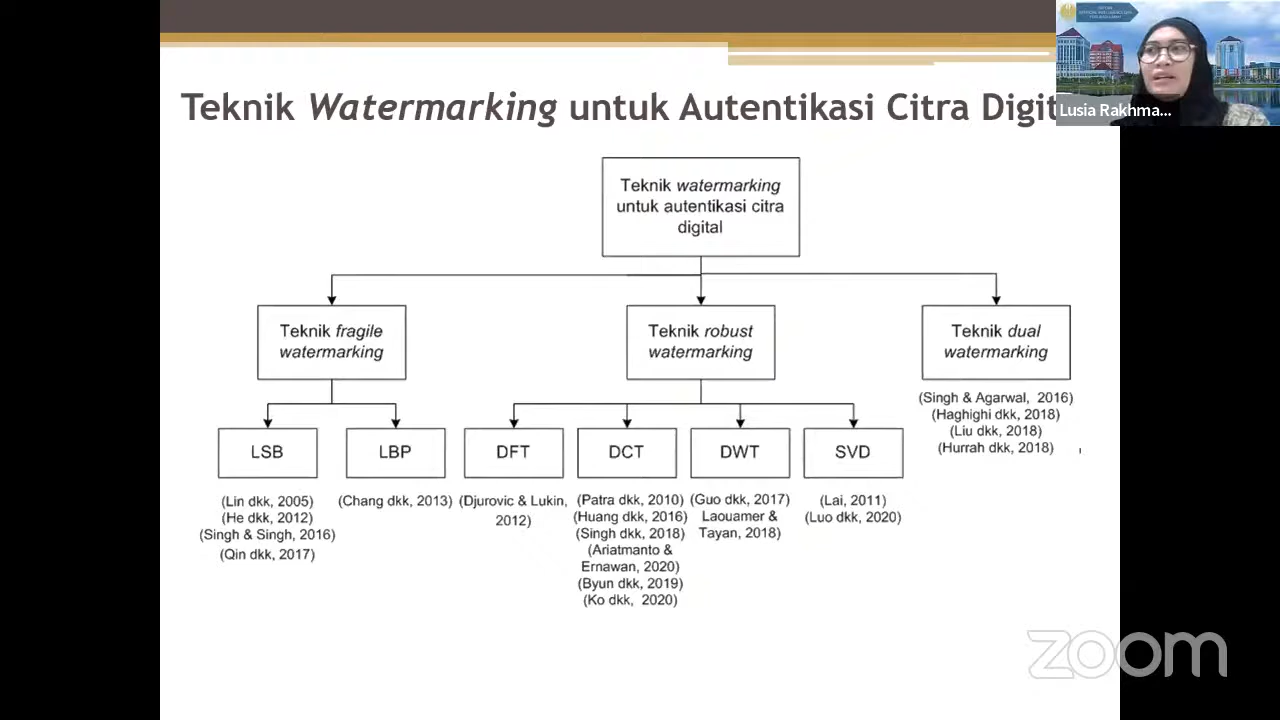 Teknik Watermarking untuk Autentikasi Citra Digit
Lusia Rakhma...
Teknik watermarking
untuk autentikasi citra
digital
Teknik fragile
watermarking
Teknik robust
watermarking
Teknik dual
watermarking
(Singh & Agarwal, 2016)
(Haghighi dkk, 2018)
(Liu dkk, 2018)
(Hurrah dkk, 2018)
LSB
(Lin dkk, 2005)
(He dkk, 2012)
(Singh & Singh, 2016)
(Qin dkk, 2017)
LBP
(Chang dkk, 2013)
DFT
(Djurovic & Lukin,
2012)
DCT
(Patra dkk, 2010)
(Huang dkk, 2016)
(Singh dkk, 2018)
(Ariatmanto &
Ernawan, 2020)
(Byun dkk, 2019)
(Ko dkk, 2020)
DWT
(Guo dkk, 2017)
Laouamer &
Tayan, 2018)
SVD
(Lai, 2011)
(Luo dkk, 2020)
zoom